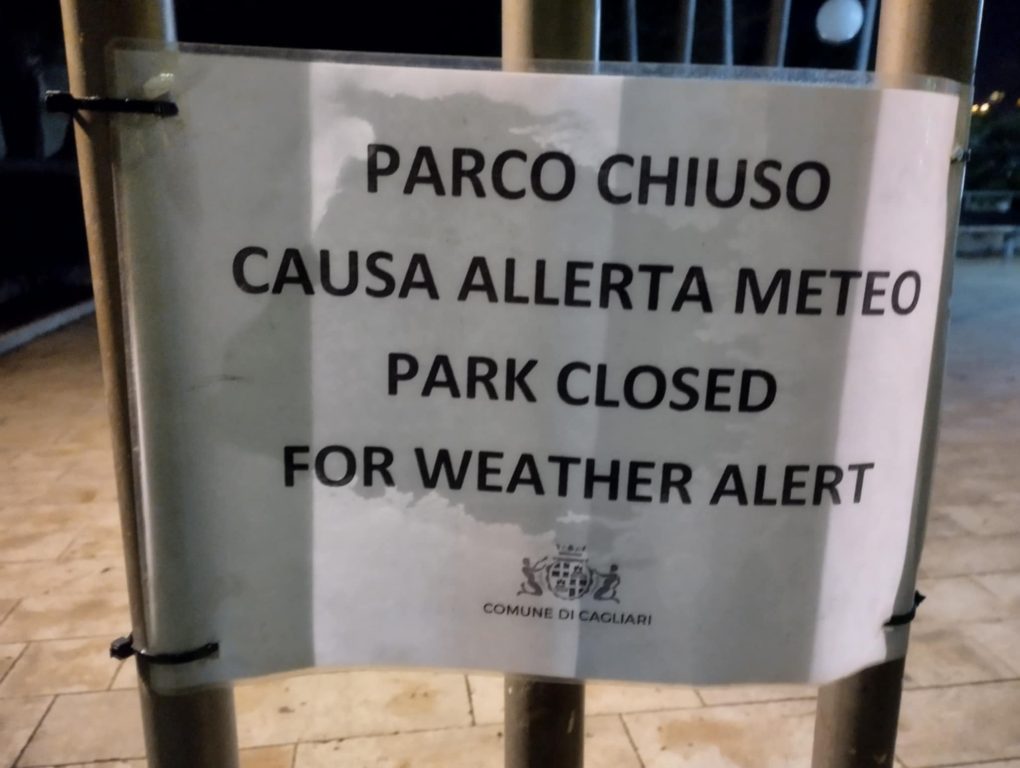 PARCO CHIUSO
CAUSA ALLERTA METEO
PARK CLOSED
FOR WEATHER ALERT
COMUNE DI CAGLIARI